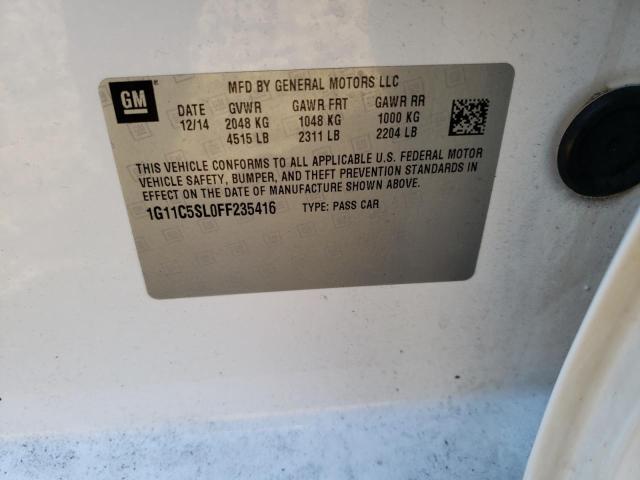 GM
MFD BY GENERAL MOTORS LLC
DATE GVWR GAWR FRT GAWR RR
12/14 2048 KG 1048 KG 1000 KG
4515 LB 2311 LB 2204 LB
THIS VEHICLE CONFORMS TO ALL APPLICABLE U.S. FEDERAL MOTOR
VEHICLE SAFETY, BUMPER, AND THEFT PREVENTION STANDARDS IN
EFFECT ON THE DATE OF MANUFACTURE SHOWN ABOVE.
1G11C5SL0FF235416 TYPE: PASS CAR